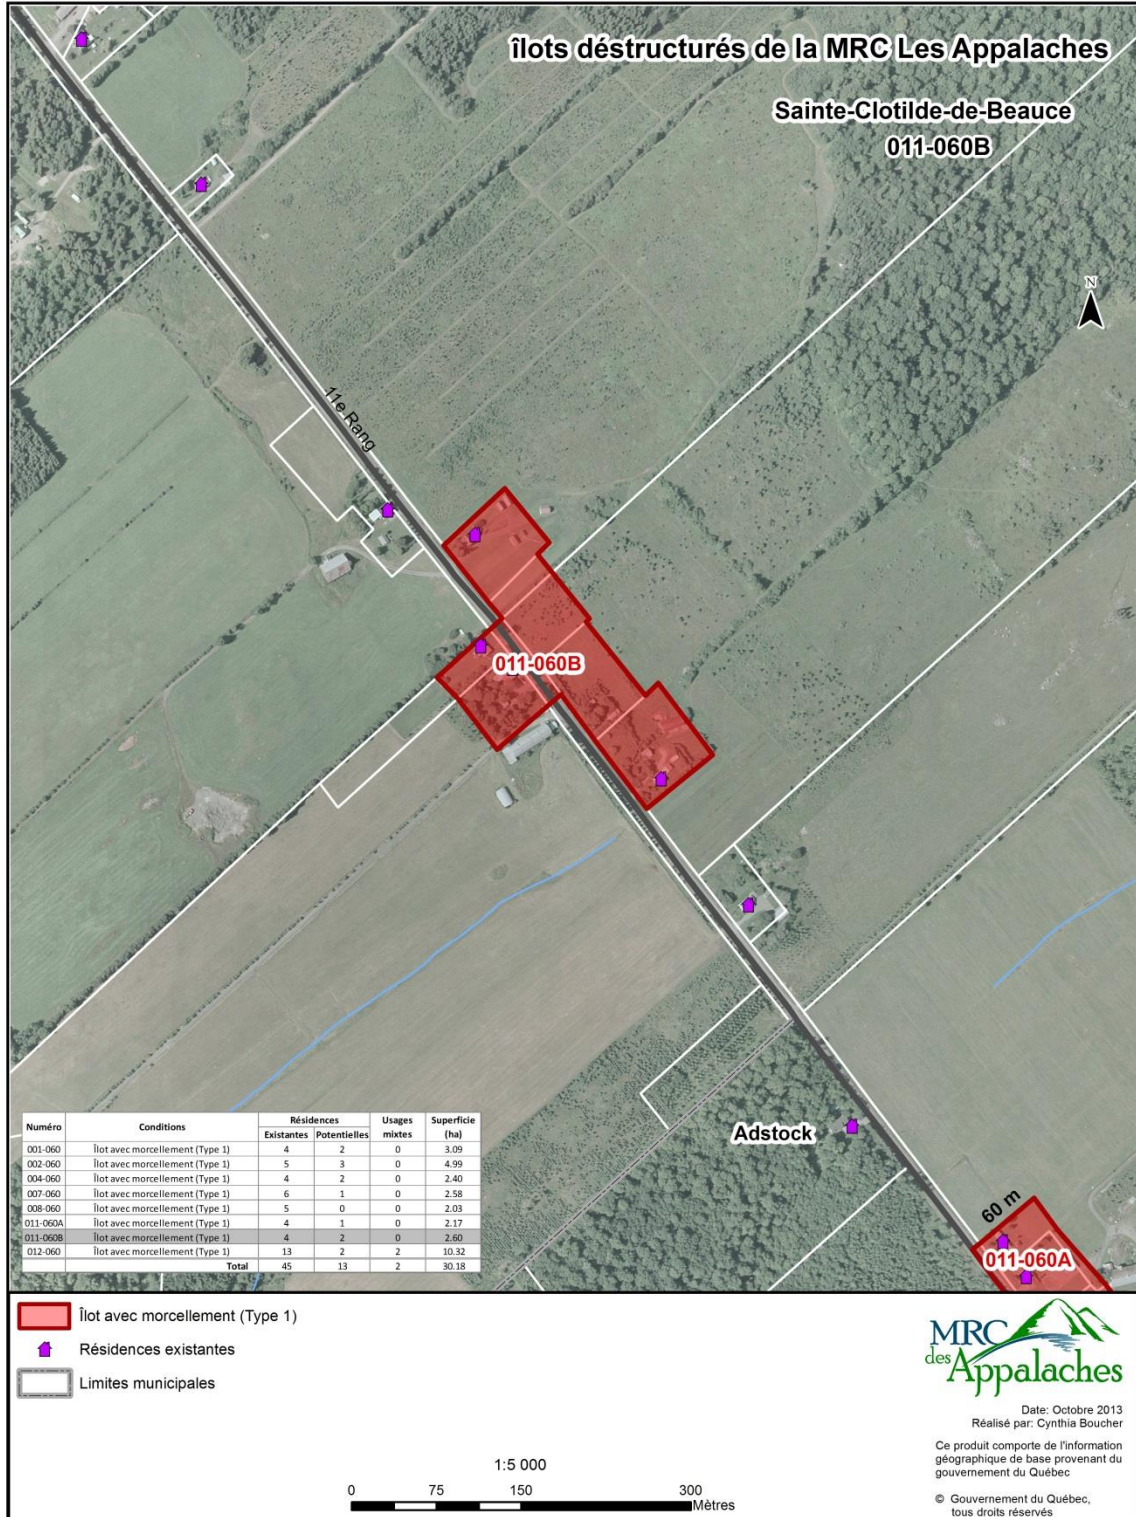 îlots déstructurés de la MRC Les Appalaches
Sainte-Clotilde-de-Beauce
011-060B
N
11e Rang
011-060B
Adstock
60 m
011-060A
Numéro Conditions Résidences Usages mixtes Superficie (ha)
Existantes Potentielles
001-060 Îlot avec morcellement (Type 1) 4 2 0 3.09
002-060 Îlot avec morcellement (Type 1) 5 3 0 4.99
004-060 Îlot avec morcellement (Type 1) 4 2 0 2.40
007-060 Îlot avec morcellement (Type 1) 6 1 0 2.58
008-060 Îlot avec morcellement (Type 1) 5 0 0 2.03
011-060A Îlot avec morcellement (Type 1) 4 1 0 2.17
011-060B Îlot avec morcellement (Type 1) 4 2 0 2.60
012-060 Îlot avec morcellement (Type 1) 13 2 2 10.32
Total 45 13 2 30.18
Îlot avec morcellement (Type 1)
Résidences existantes
Limites municipales
1:5 000
0 75 150 300
Mètres
MRC
des Appalaches
Date: Octobre 2013
Réalisé par: Cynthia Boucher
Ce produit comporte de l'information
géographique de base provenant du
gouvernement du Québec
© Gouvernement du Québec,
tous droits réservés